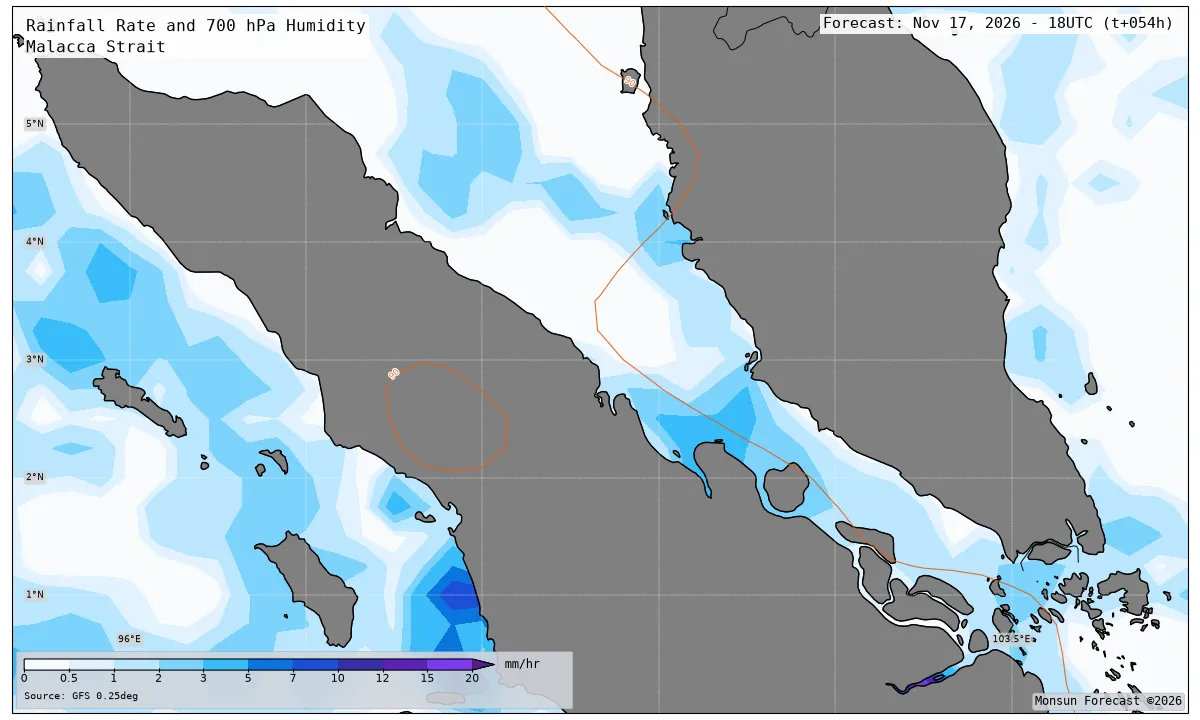 Rainfall Rate and 700 hPa Humidity
Malacca Strait
Forecast: Nov 17, 2026 - 18UTC (t+054h)
5°N
4°N
3°N
2°N
1°N
96°E
103.5°E
mm/hr
0 0.5 1 2 3 5 7 10 12 15 20
Source: GFS 0.25deg
Monsun Forecast ©2026